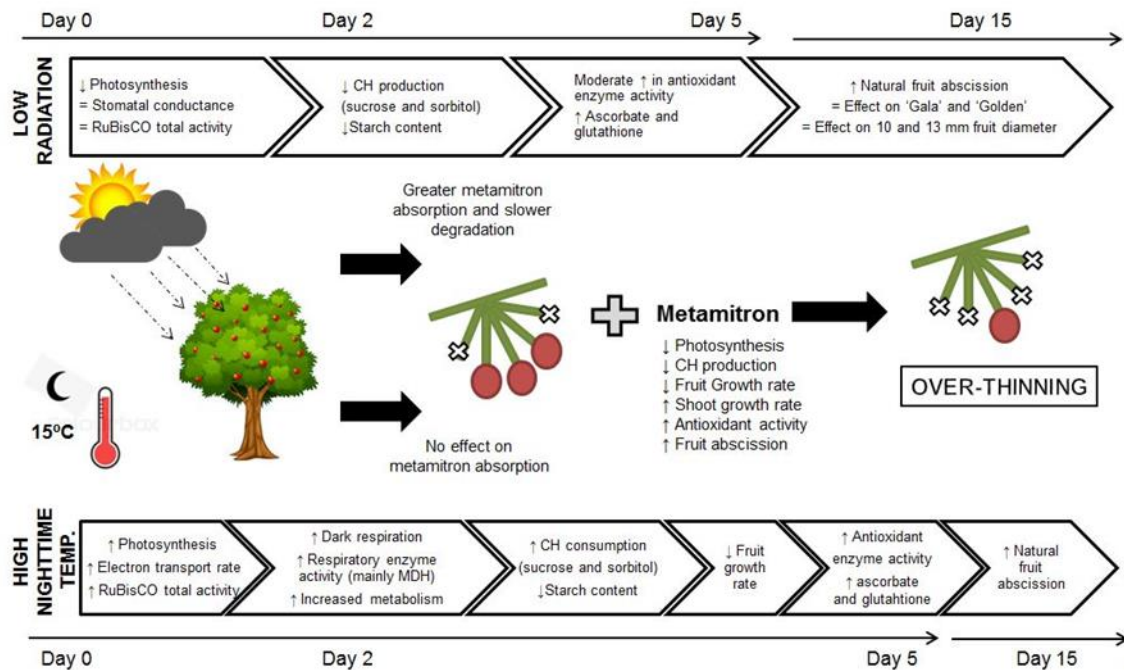 Day 0
Day 2
Day 5
Day 15
LOW
RADIATION
↓ Photosynthesis
= Stomatal conductance
= RuBisCO total activity
↓ CH production
(sucrose and sorbitol)
↓Starch content
Moderate ↑ in antioxidant
enzyme activity
↑ Ascorbate and
glutathione
↑ Natural fruit abscission
= Effect on ‘Gala’ and ‘Golden’
= Effect on 10 and 13 mm fruit diameter
Greater metamitron
absorption and slower
degradation
Metamitron
↓ Photosynthesis
↓ CH production
↓ Fruit Growth rate
↑ Shoot growth rate
↑ Antioxidant activity
↑ Fruit abscission
OVER-THINNING
15ºC
No effect on
metamitron absorption
HIGH
NIGHTTIME
TEMP.
↑ Photosynthesis
↑ Electron transport rate
↑ RuBisCO total activity
↑ Dark respiration
↑ Respiratory enzyme
activity (mainly MDH)
↑ Increased metabolism
↑ CH consumption
(sucrose and sorbitol)
↓Starch content
↓ Fruit
growth
rate
↑ Antioxidant
enzyme activity
↑ ascorbate
and glutahtione
↑ Natural
fruit
abscission
Day 0
Day 2
Day 5
Day 15